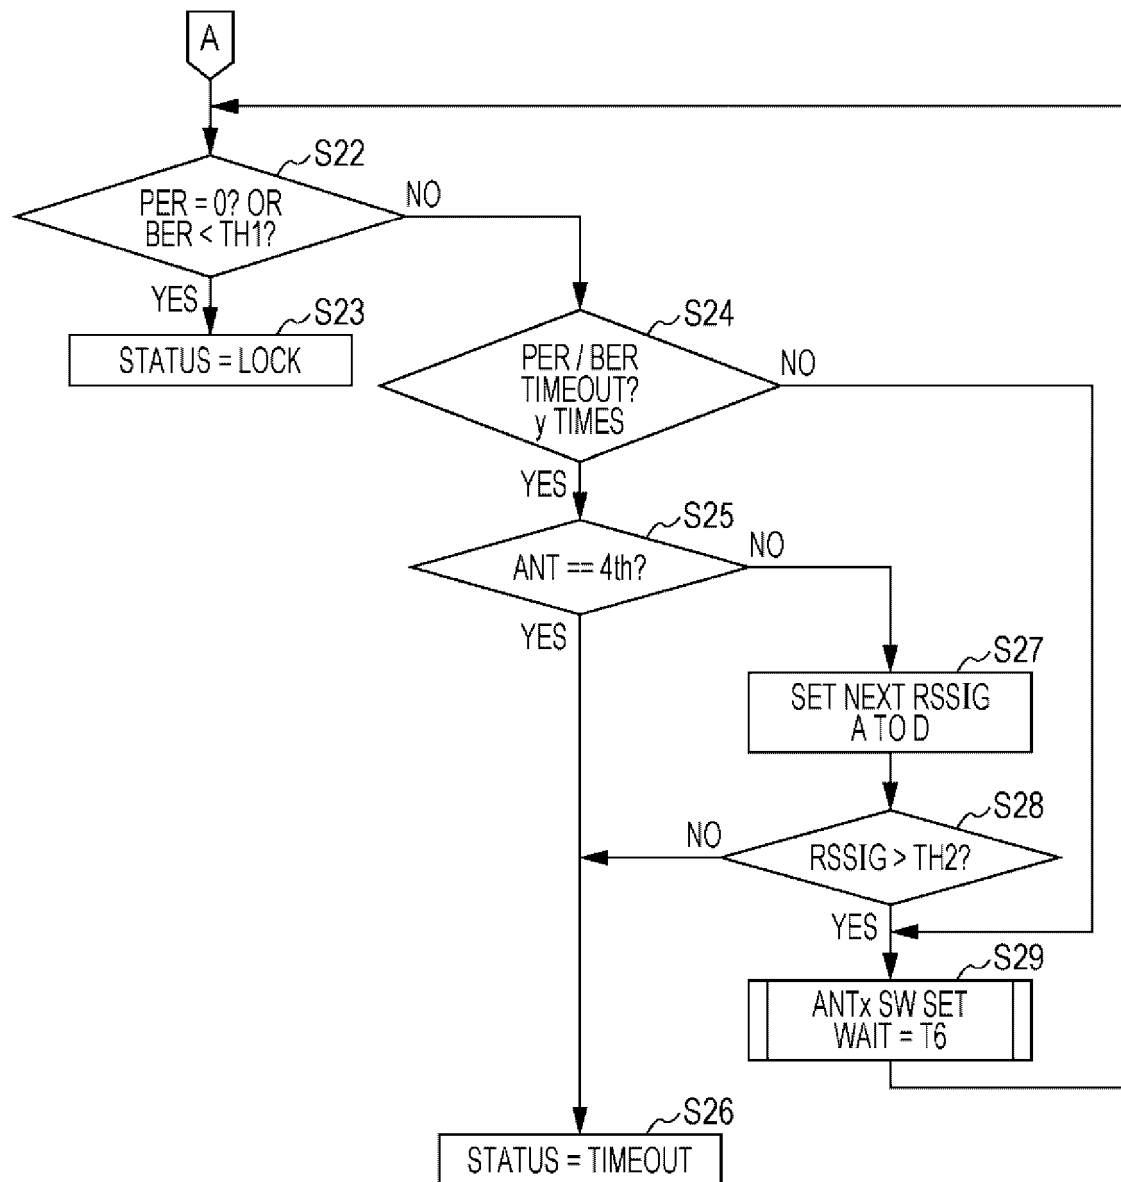 A
S22
PER = 0? OR
BER < TH1?
NO
YES
S23
STATUS = LOCK
S24
PER / BER
TIMEOUT?
y TIMES
NO
YES
S25
ANT == 4th?
NO
YES
S27
SET NEXT RSSIG
A TO D
S28
RSSIG > TH2?
NO
YES
S29
ANTx SW SET
WAIT = T6
S26
STATUS = TIMEOUT